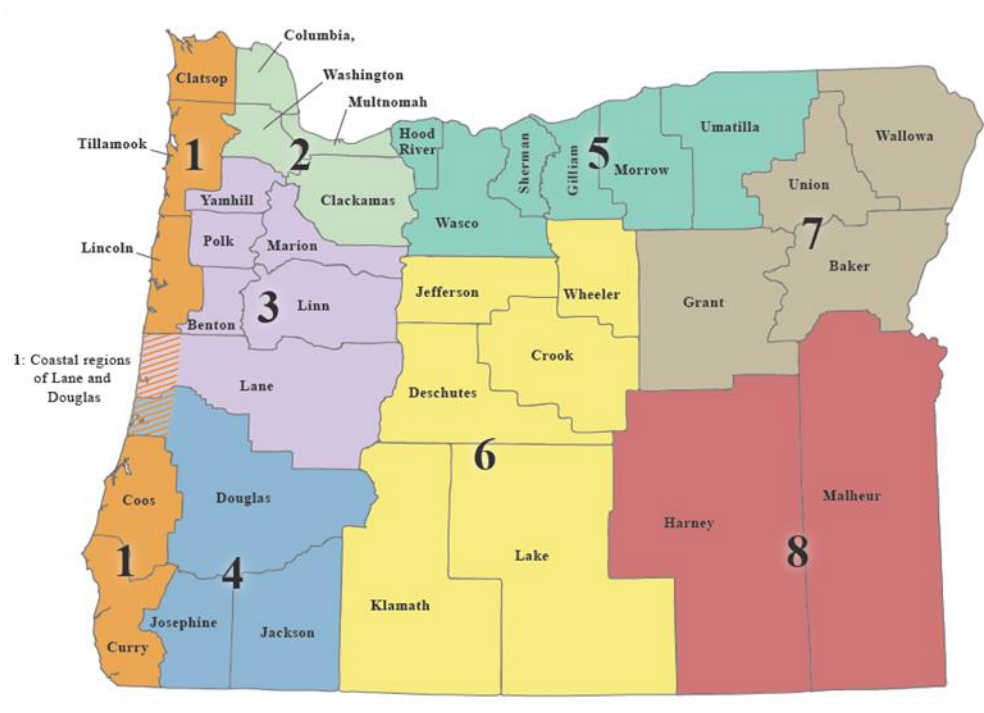 Columbia,
Clatsop
Washington
Multnomah
Tillamook
1
2
Hood
River
Sherman
Gilliam
5
Morrow
Umatilla
Wallowa
Union
Yamhill
Clackamas
Wasco
7
Lincoln
Polk
Marion
Baker
3
Linn
Jefferson
Wheeler
Grant
Benton
1: Coastal regions
of Lane and
Douglas
Lane
Crook
Deschutes
6
Coos
Douglas
Malheur
Harney
1
4
Lake
8
Klamath
Josephine
Jackson
Curry